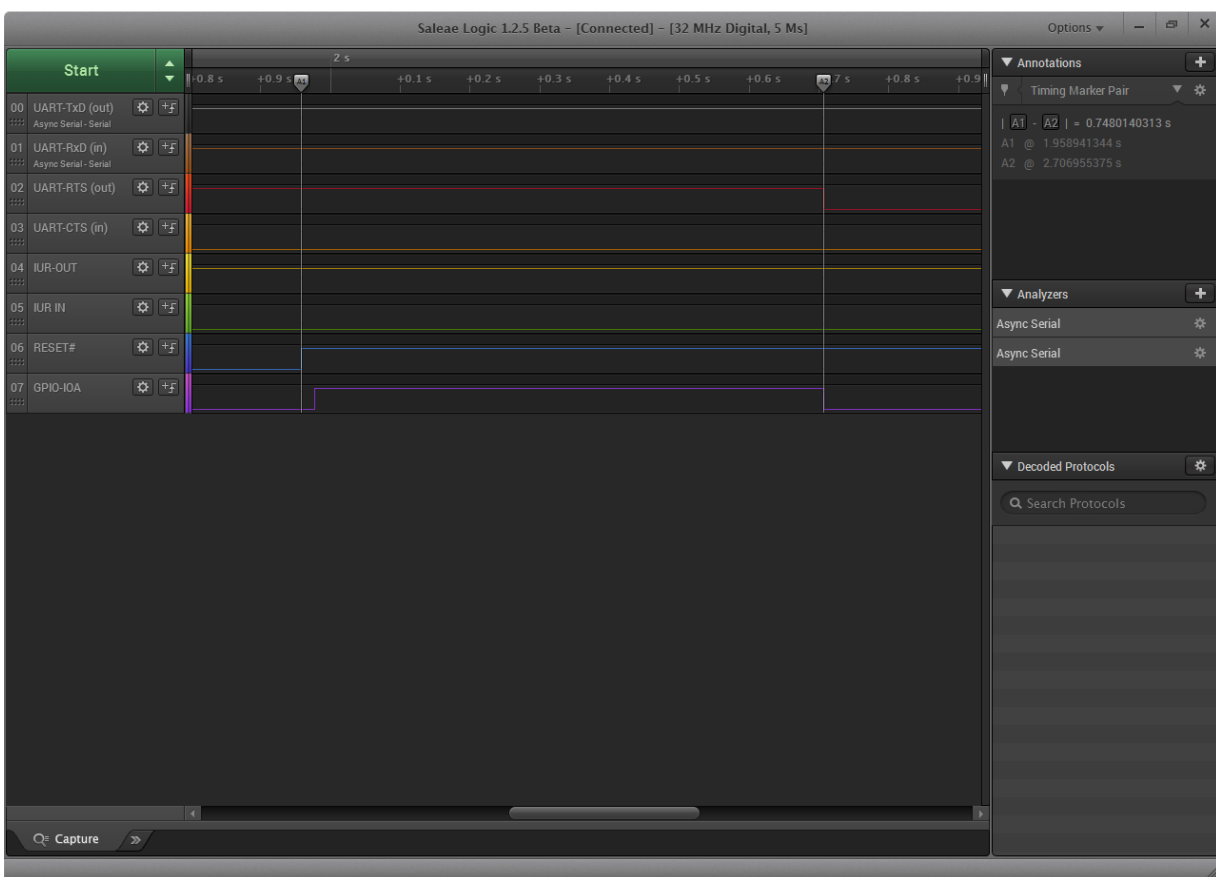 Saleae Logic 1.2.5 Beta - [Connected] - [32 MHz Digital, 5 Ms]
Options
Start
2 s
+0.8 s +0.9 s A1 +0.1 s +0.2 s +0.3 s +0.4 s +0.5 s +0.6 s A2 7 s +0.8 s +0.9
00 UART-TxD (out)
Async Serial - Serial
01 UART-RxD (in)
Async Serial - Serial
02 UART-RTS (out)
03 UART-CTS (in)
04 IUR-OUT
05 IUR IN
06 RESET#
07 GPIO-IOA
Capture
Annotations
Timing Marker Pair
| A1 - A2 | = 0.7480140313 s
A1 @ 1.958941344 s
A2 @ 2.706955375 s
Analyzers
Async Serial
Async Serial
Decoded Protocols
Search Protocols